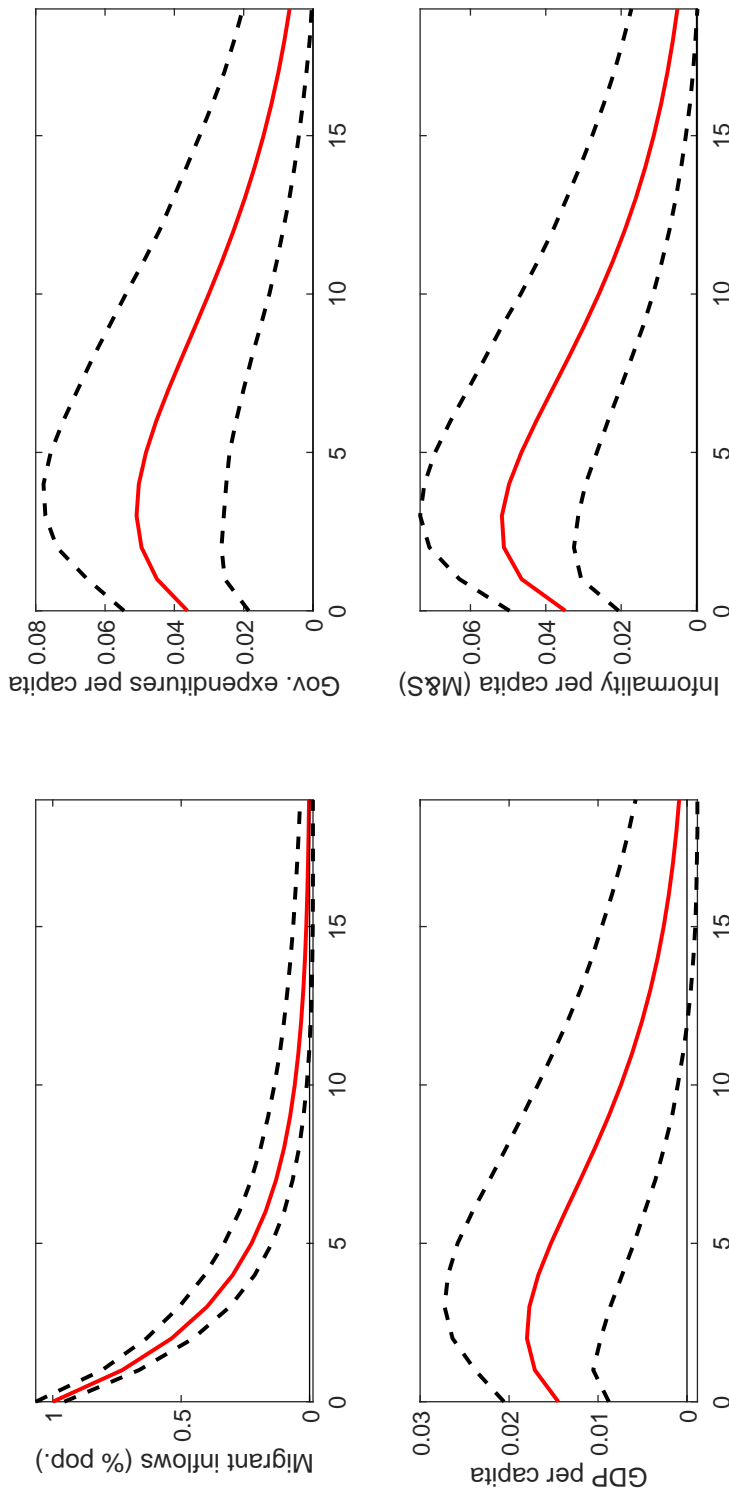 Migrant inflows (% pop.)
1
0.5
0
0 5 10 15
Gov. expenditures per capita
0.08
0.06
0.04
0.02
0
0 5 10 15
GDP per capita
0.03
0.02
0.01
0
0 5 10 15
Informality per capita (M&S)
0.06
0.04
0.02
0
0 5 10 15